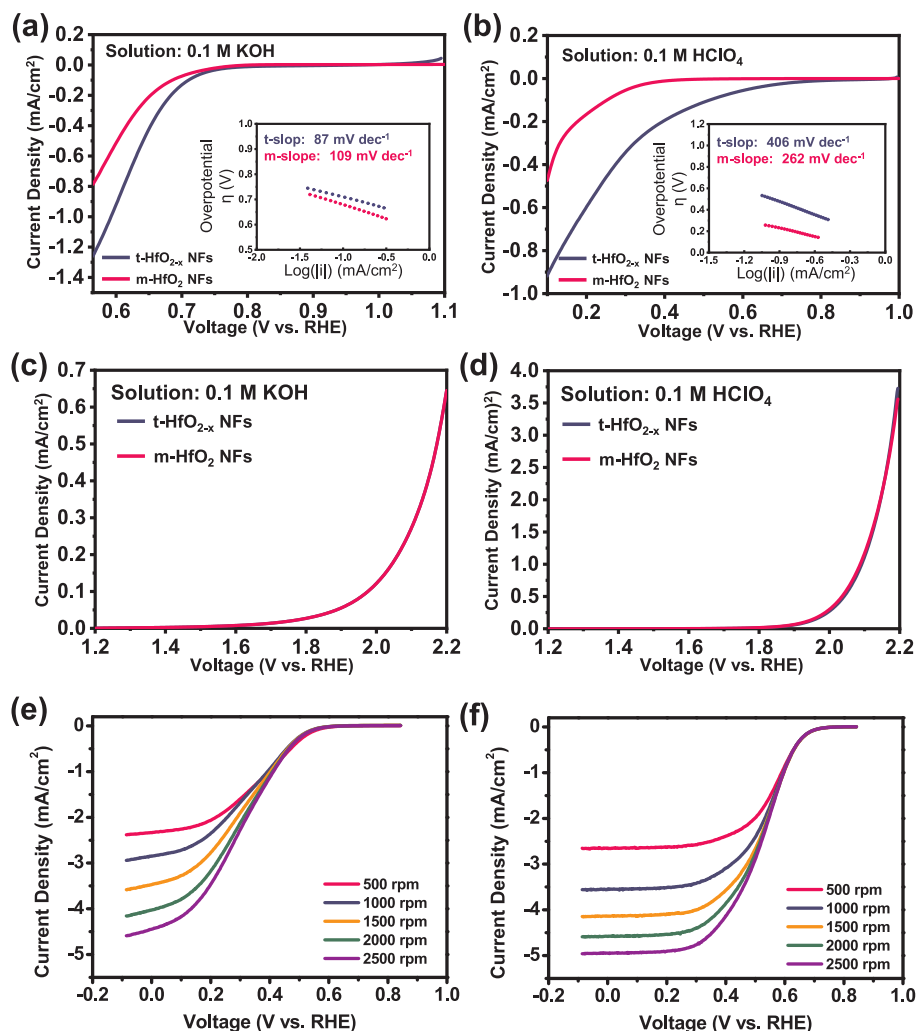 (a)
Solution: 0.1 M KOH
t-slop: 87 mV dec⁻¹
m-slope: 109 mV dec⁻¹
Overpotential
η (V)
1.0
0.9
0.8
0.7
0.6
0.5
-2.0 -1.5 -1.0 -0.5 0.0
Log(|i|) (mA/cm²)
t-HfO₂₋ₓ NFs
m-HfO₂ NFs
Current Density (mA/cm²)
0.2
0.0
-0.2
-0.4
-0.6
-0.8
-1.0
-1.2
-1.4
0.6 0.7 0.8 0.9 1.0 1.1
Voltage (V vs. RHE)
(b)
Solution: 0.1 M HClO₄
t-slop: 406 mV dec⁻¹
m-slope: 262 mV dec⁻¹
Overpotential
η (V)
1.2
1.0
0.8
0.6
0.4
0.2
0.0
-1.5 -1.2 -0.9 -0.6 -0.3 0.0
Log(|i|) (mA/cm²)
t-HfO₂₋ₓ NFs
m-HfO₂ NFs
Current Density (mA/cm²)
0.2
0.0
-0.2
-0.4
-0.6
-0.8
-1.0
0.2 0.4 0.6 0.8 1.0
Voltage (V vs. RHE)
(c)
Solution: 0.1 M KOH
t-HfO₂₋ₓ NFs
m-HfO₂ NFs
Current Density (mA/cm²)
0.7
0.6
0.5
0.4
0.3
0.2
0.1
0.0
1.2 1.4 1.6 1.8 2.0 2.2
Voltage (V vs. RHE)
(d)
Solution: 0.1 M HClO₄
t-HfO₂₋ₓ NFs
m-HfO₂ NFs
Current Density (mA/cm)²)
4.0
3.5
3.0
2.5
2.0
1.5
1.0
0.5
0.0
1.2 1.4 1.6 1.8 2.0 2.2
Voltage (V vs. RHE)
(e)
Current Density (mA/cm²)
0
-1
-2
-3
-4
-5
500 rpm
1000 rpm
1500 rpm
2000 rpm
2500 rpm
-0.2 0.0 0.2 0.4 0.6 0.8 1.0
Voltage (V vs. RHE)
(f)
Current Density (mA/cm²)
0
-1
-2
-3
-4
-5
500 rpm
1000 rpm
1500 rpm
2000 rpm
2500 rpm
-0.2 0.0 0.2 0.4 0.6 0.8 1.0
Voltage (V vs. RHE)